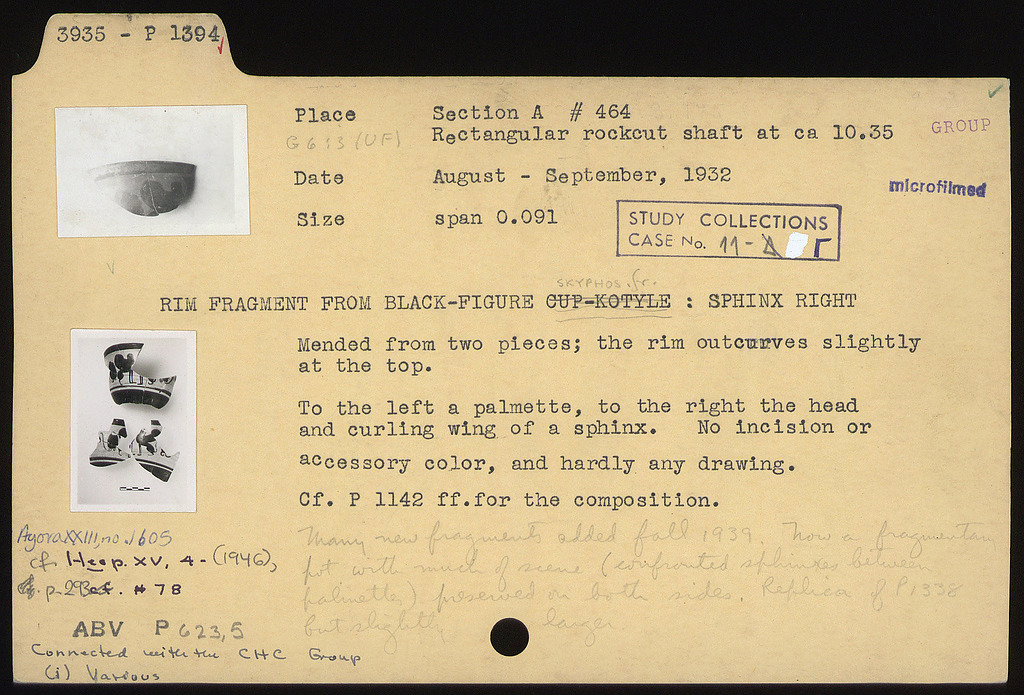 3935 - P 1394
Place Section A # 464
G 6:3 (UF) Rectangular rockcut shaft at ca 10.35
GROUP
Date August - September, 1932
microfilmed
Size span 0.091
STUDY COLLECTIONS
CASE No. 11- Γ
SKYPHOS. fr.
RIM FRAGMENT FROM BLACK-FIGURE CUP-KOTYLE : SPHINX RIGHT
Mended from two pieces; the rim outcurves slightly
at the top.
To the left a palmette, to the right the head
and curling wing of a sphinx. No incision or
accessory color, and hardly any drawing.
Cf. P 1142 ff.for the composition.
Agora XXIII, no. 1605
cf. Hesp. XV, 4 - (1946),
p. 29 # 78
ABV P 623,5
Connected with the CHC Group
(i) Various
Many new fragments added fall 1939. Now a fragmentary
pot with much of scene (confronted sphinxes between
palmettes) preserved on both sides. Replica of P 1338
but slightly larger